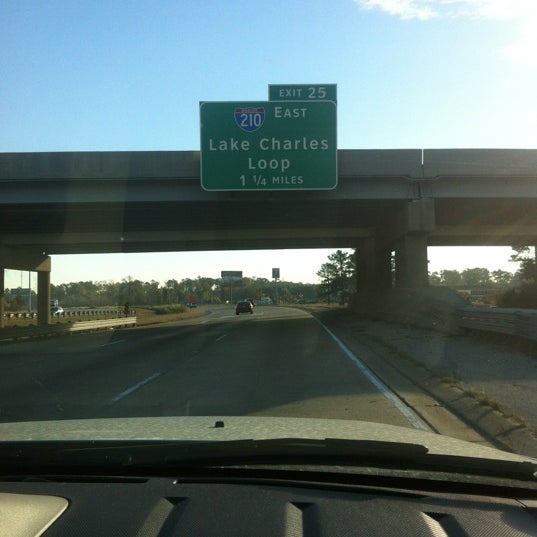 EXIT 25
210 EAST
LAKE CHARLES
LOOP
1 1/4 MILES